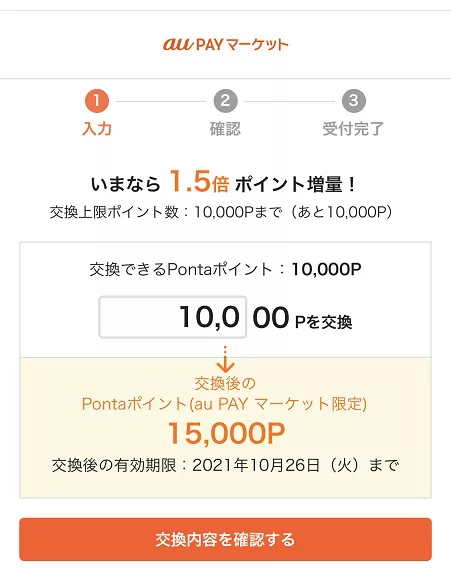 au PAY マーケット
1 2 3
入力 確認 受付完了
いまなら 1.5倍 ポイント増量！
交換上限ポイント数：10,000Pまで（あと10,000P）
交換できるPontaポイント：10,000P
10,0 00 Pを交換
交換後の
Pontaポイント(au PAY マーケット限定)
15,000P
交換後の有効期限：2021年10月26日（火）まで
交換内容を確認する